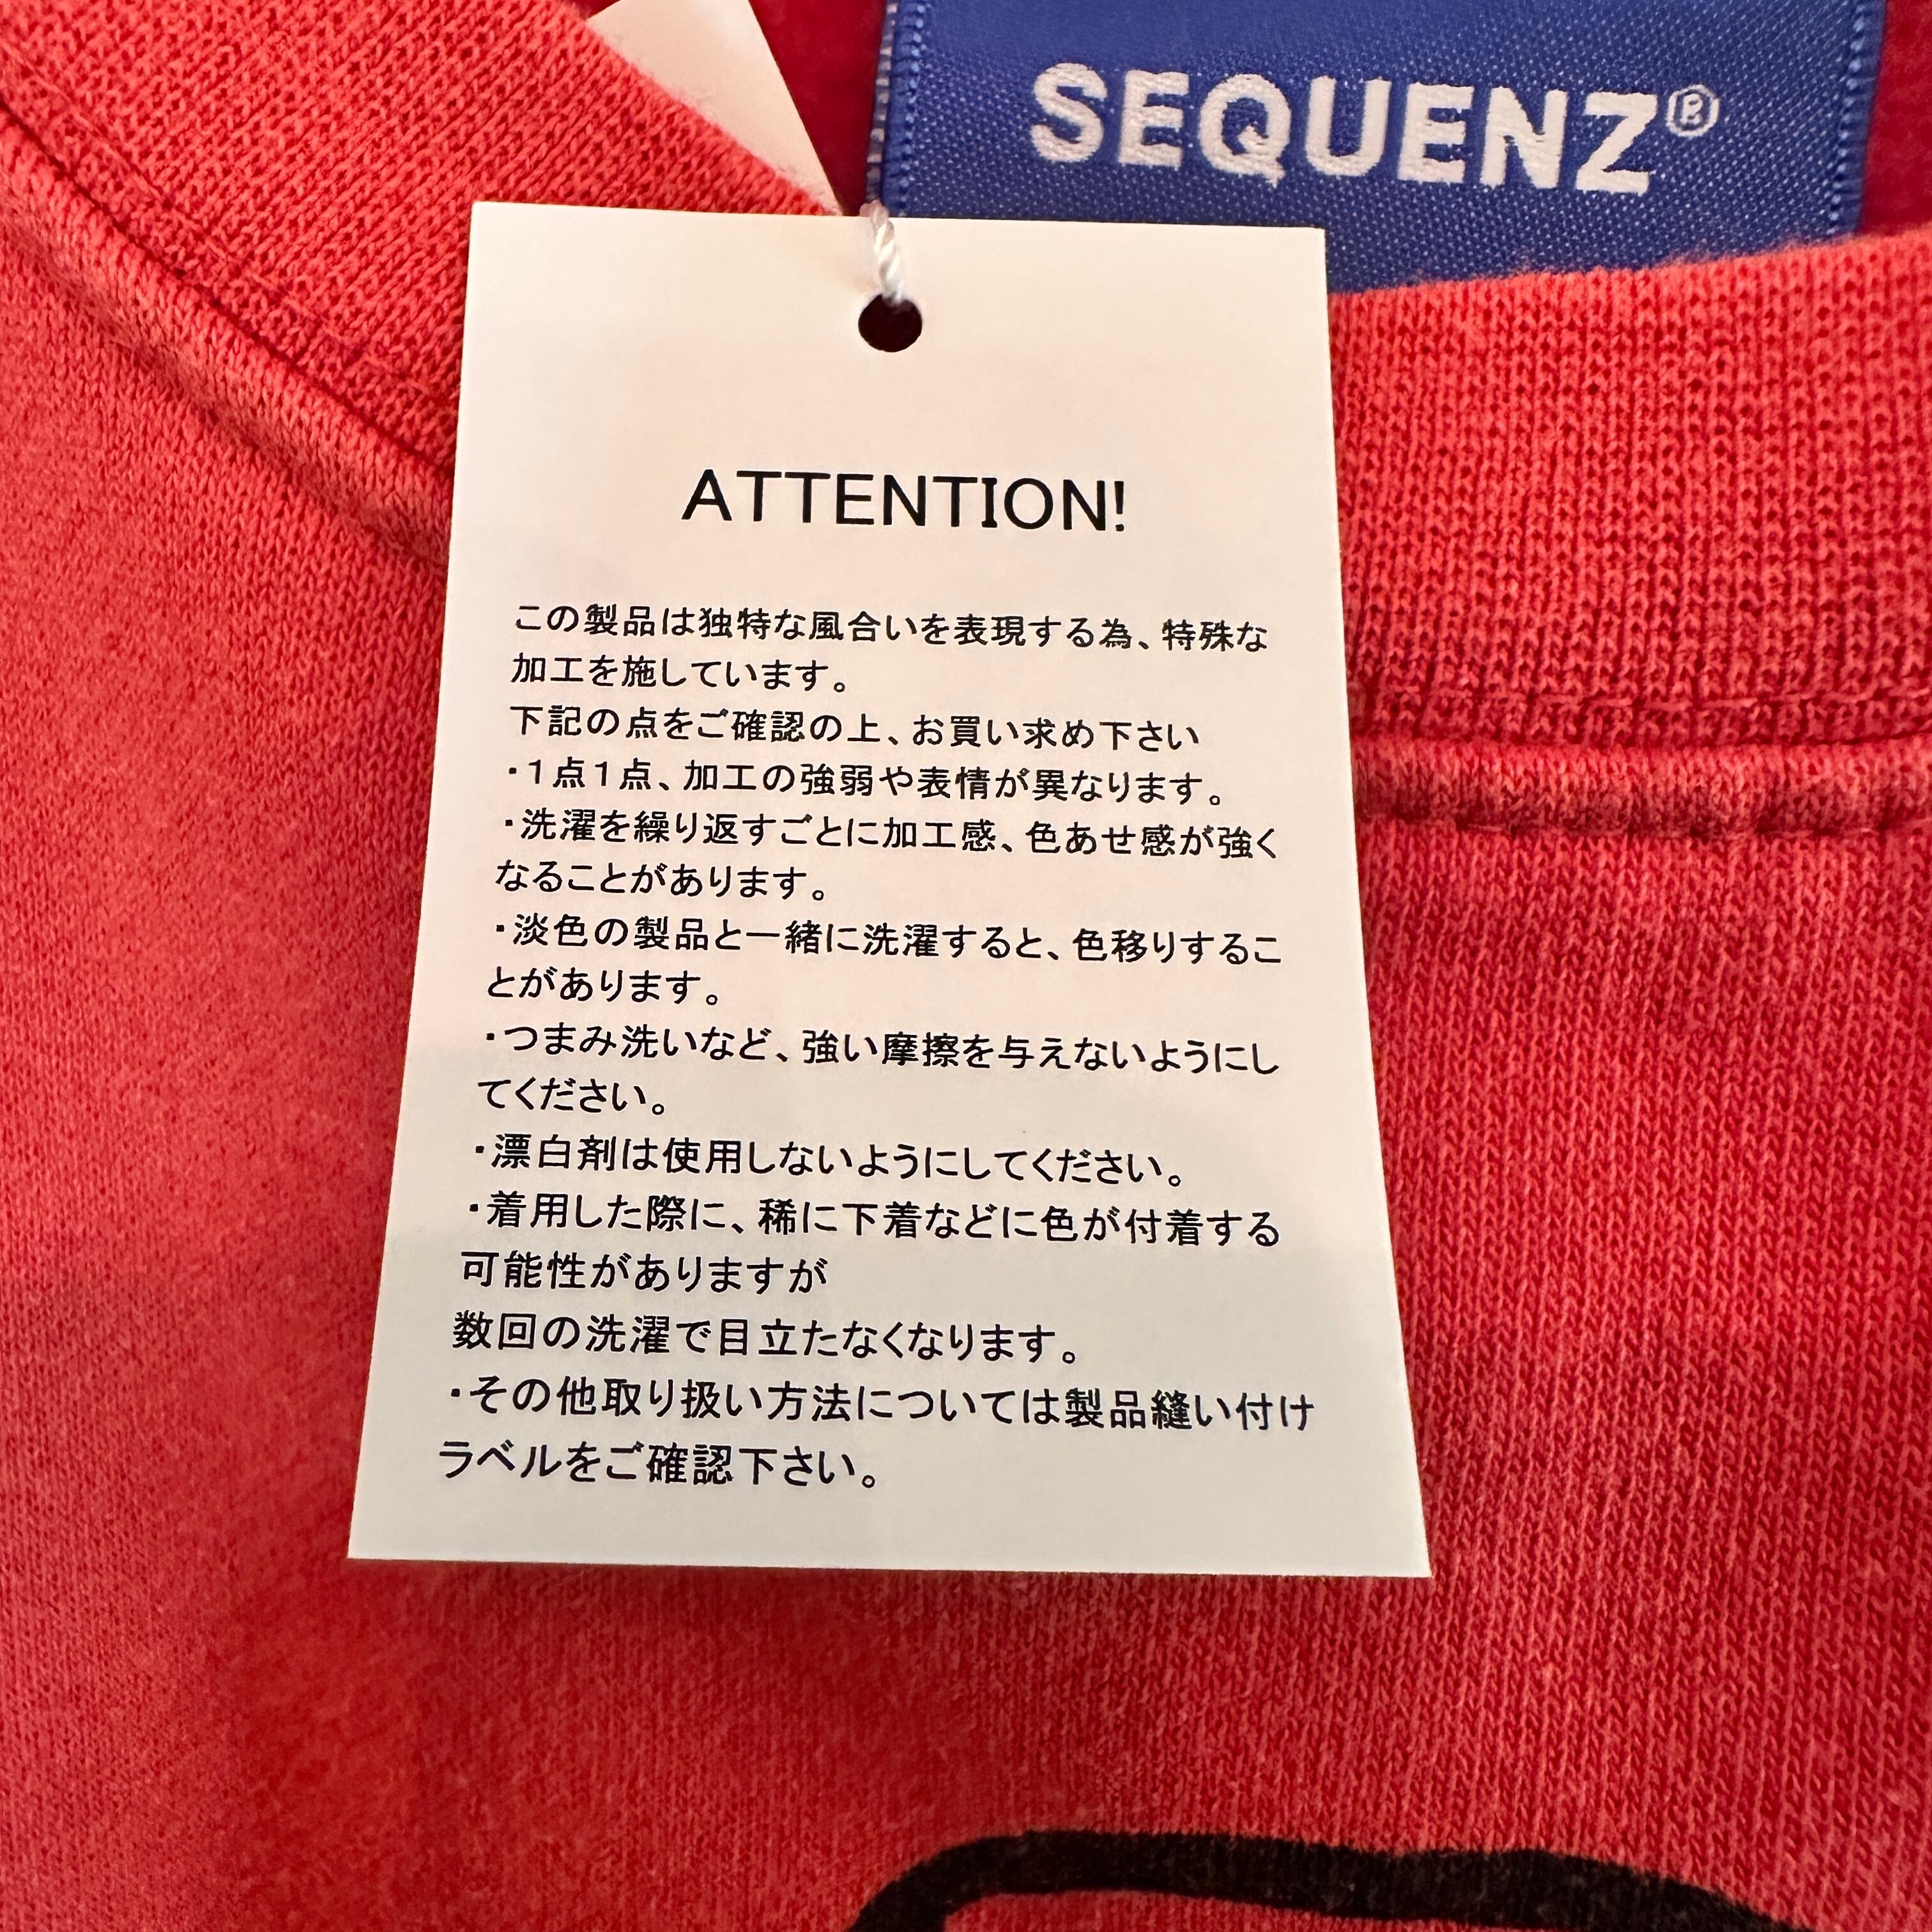 SEQUENZ®
ATTENTION!
この製品は独特な風合いを表現する為、特殊な
加工を施しています。
下記の点をご確認の上、お買い求め下さい
・1点1点、加工の強弱や表情が異なります。
・洗濯を繰り返すごとに加工感、色あせ感が強く
なることがあります。
・淡色の製品と一緒に洗濯すると、色移りするこ
とがあります。
・つまみ洗いなど、強い摩擦を与えないようにし
てください。
・漂白剤は使用しないようにしてください。
・着用した際に、稀に下着などに色が付着する
可能性がありますが
数回の洗濯で目立たなくなります。
・その他取り扱い方法については製品縫い付け
ラベルをご確認下さい。